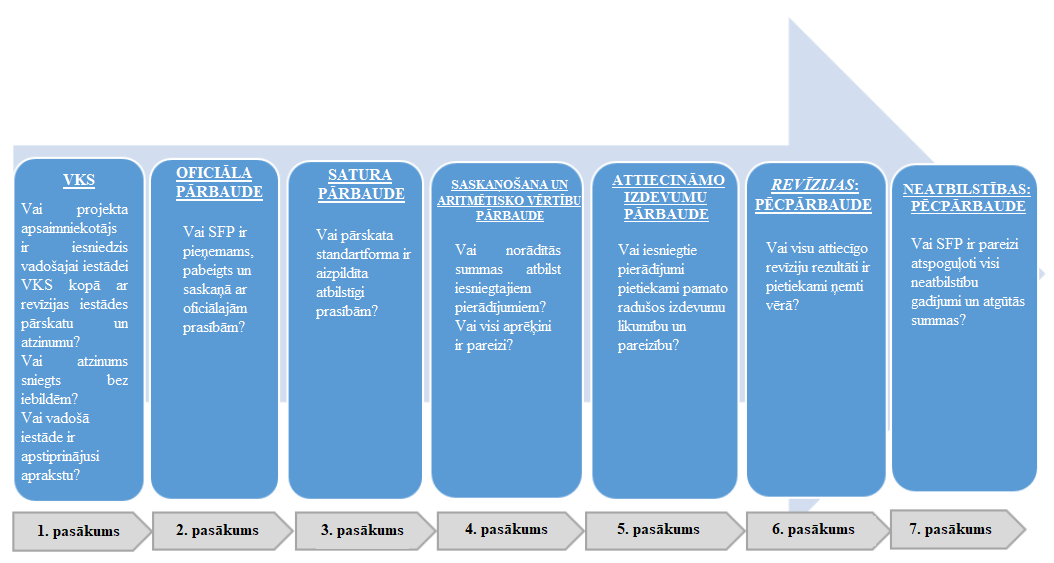 VKS
Vai projekta
apsaimniekotājs
ir iesniedzis
vadošajai iestādei
VKS kopā ar
revīzijas iestādes
pārskatu un
atzinumu?
Vai atzinums
sniegts bez
iebildēm?
Vai vadošā
iestāde ir
apstiprinājusi
aprakstu?
OFICIĀLA
PĀRBAUDE
Vai SFP ir
pieņemams,
pabeigts un
saskaņā ar
oficiālajām
prasībām?
SATURA
PĀRBAUDE
Vai pārskata
standartforma ir
aizpildīta
atbilstīgi
prasībām?
SASKAŅOŠANA UN
ARITMĒTISKO VĒRTĪBU
PĀRBAUDE
Vai norādītās
summas atbilst
iesniegtajiem
pierādījumiem?
Vai visi aprēķini
ir pareizi?
ATTIECINĀMO
IZDEVUMU
PĀRBAUDE
Vai iesniegtie
pierādījumi
pietiekami pamato
radušos izdevumu
likumību un
pareizību?
REVĪZIJAS:
PĒCPĀRBAUDE
Vai visu attiecīgo
revīziju rezultāti ir
pietiekami ņemti
vērā?
NEATBILSTĪBAS:
PĒCPĀRBAUDE
Vai SFP ir pareizi
atspoguļoti visi
neatbilstību
gadījumi un atgūtās
summas?
1. pasākums
2. pasākums
3. pasākums
4. pasākums
5. pasākums
6. pasākums
7. pasākums